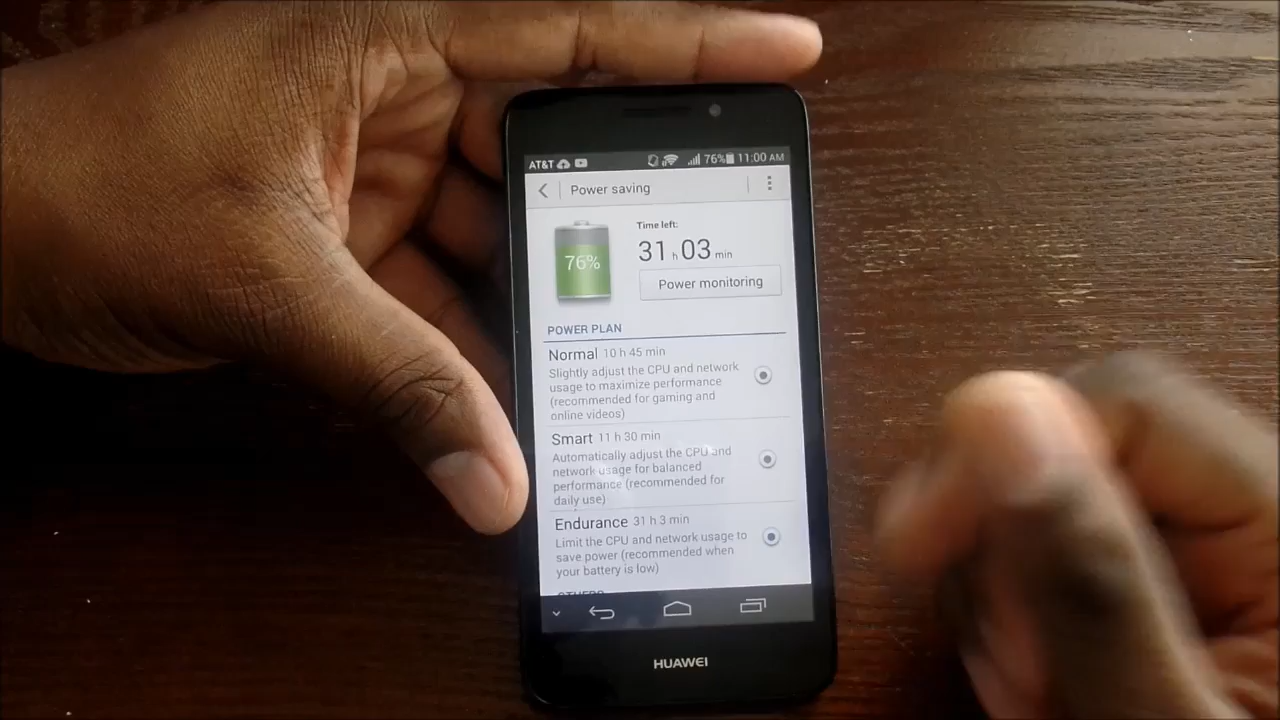 AT&T 76% 11:00 AM
Power saving
76%
Time left:
31 h 03 min
Power monitoring
POWER PLAN
Normal 10 h 45 min
Slightly adjust the CPU and network
usage to maximize performance
(recommended for gaming and
online videos)
Smart 11 h 30 min
Automatically adjust the CPU and
network usage for balanced
performance (recommended for
daily use)
Endurance 31 h 3 min
Limit the CPU and network usage to
save power (recommended when
your battery is low)
HUAWEI